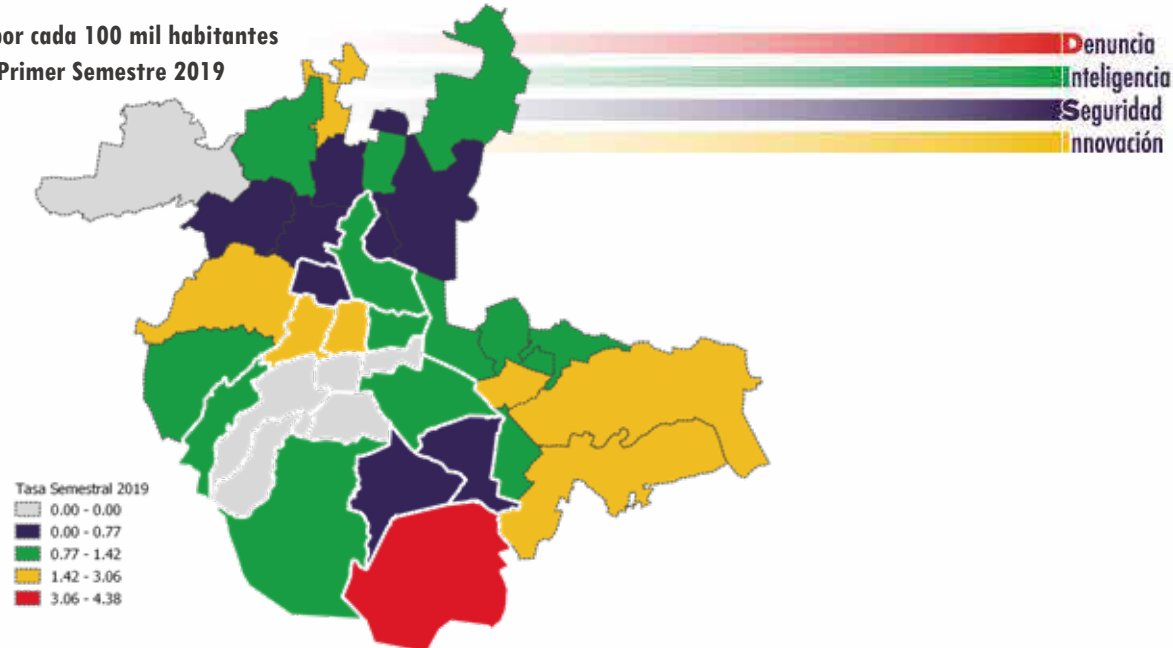 por cada 100 mil habitantes
Primer Semestre 2019
Denuncia
Inteligencia
Seguridad
Innovación
Tasa Semestral 2019
0.00 - 0.00
0.00 - 0.77
0.77 - 1.42
1.42 - 3.06
3.06 - 4.38